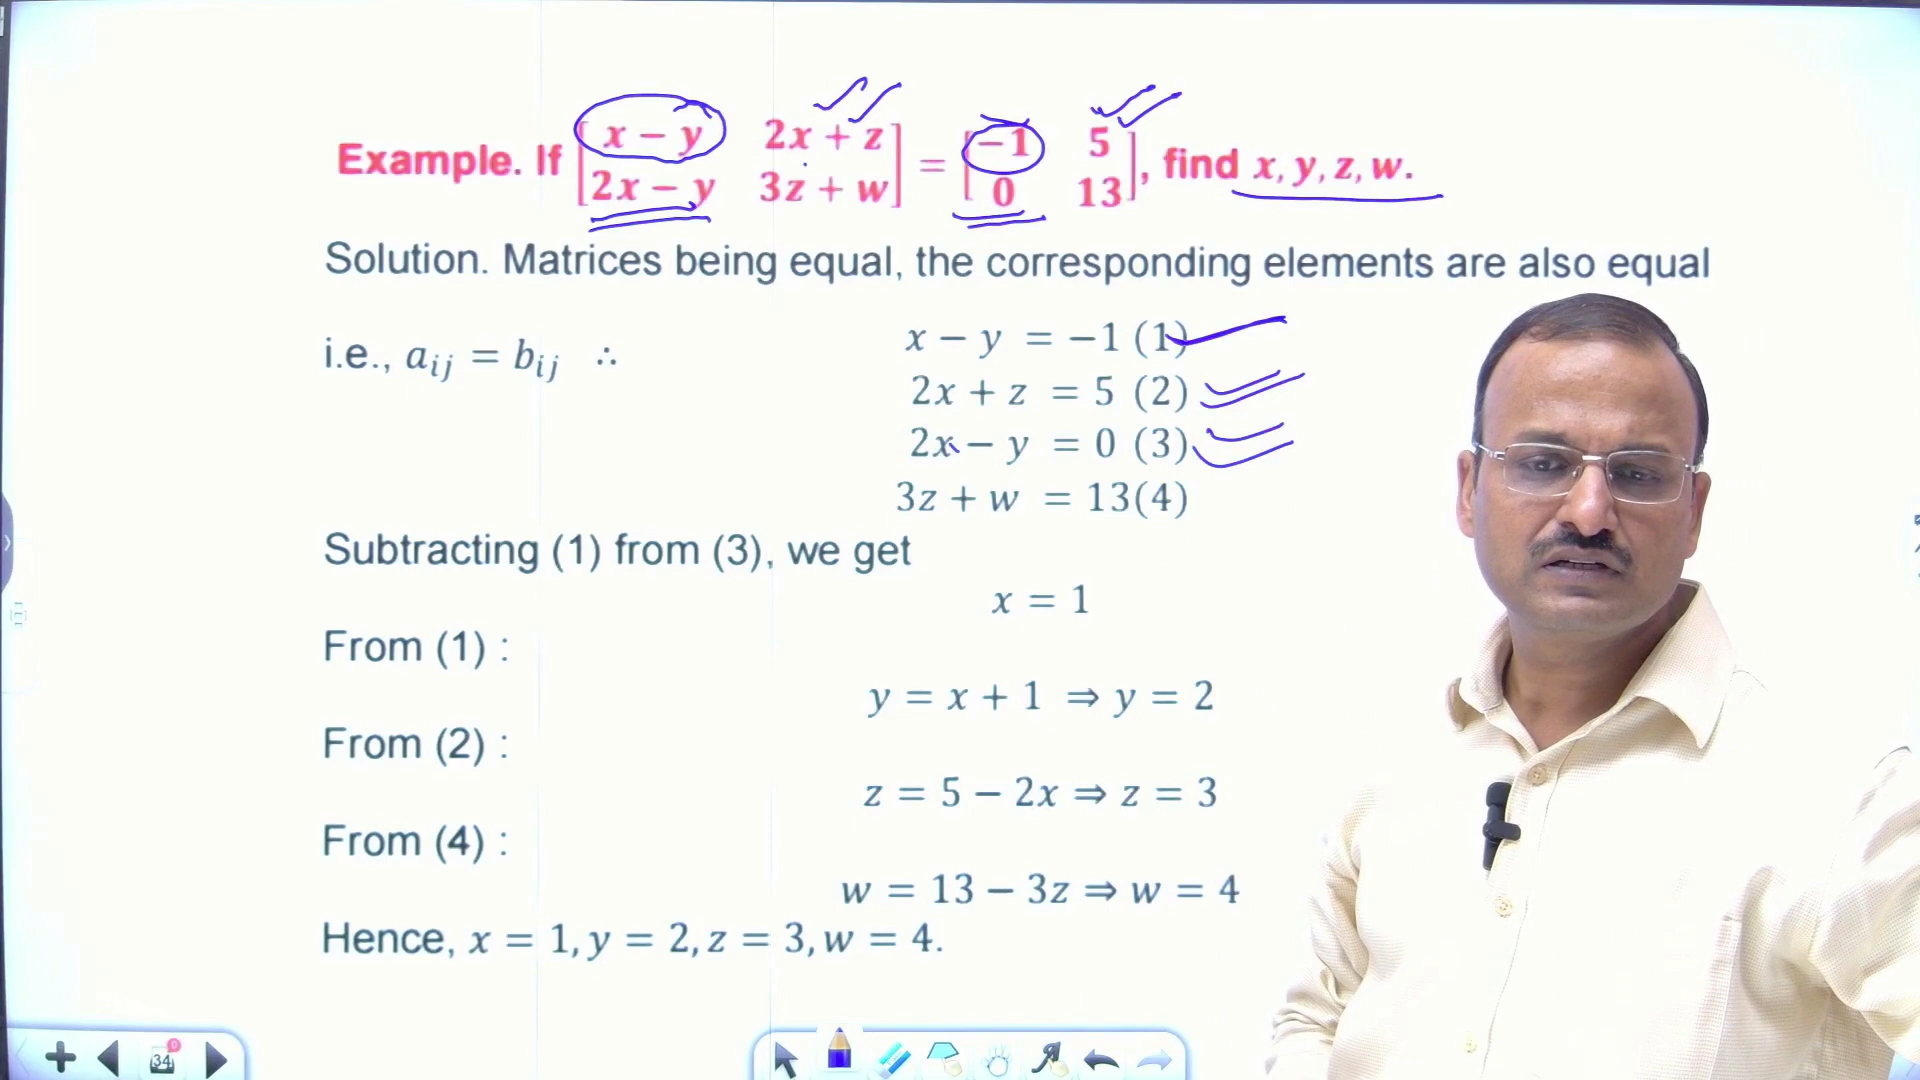 Example. If [x − y 2x + z] = [−1 5], find x, y, z, w.
[2x − y 3z + w] [0 13]
Solution. Matrices being equal, the corresponding elements are also equal
i.e., aᵢⱼ = bᵢⱼ ∴ x − y = −1 (1)
2x + z = 5 (2)
2x − y = 0 (3)
3z + w = 13(4)
Subtracting (1) from (3), we get
x = 1
From (1) :
y = x + 1 ⇒ y = 2
From (2) :
z = 5 − 2x ⇒ z = 3
From (4) :
w = 13 − 3z ⇒ w = 4
Hence, x = 1, y = 2, z = 3, w = 4.
34
0